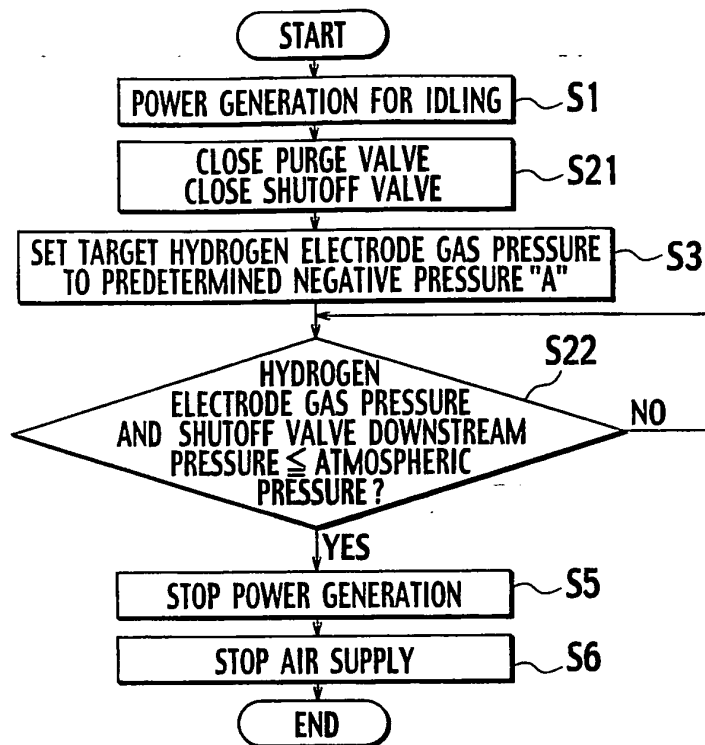 START
POWER GENERATION FOR IDLING
S1
CLOSE PURGE VALVE
CLOSE SHUTOFF VALVE
S21
SET TARGET HYDROGEN ELECTRODE GAS PRESSURE
TO PREDETERMINED NEGATIVE PRESSURE "A"
S3
S22
HYDROGEN
ELECTRODE GAS PRESSURE
AND SHUTOFF VALVE DOWNSTREAM
PRESSURE ≦ ATMOSPHERIC
PRESSURE?
NO
YES
STOP POWER GENERATION
S5
STOP AIR SUPPLY
S6
END